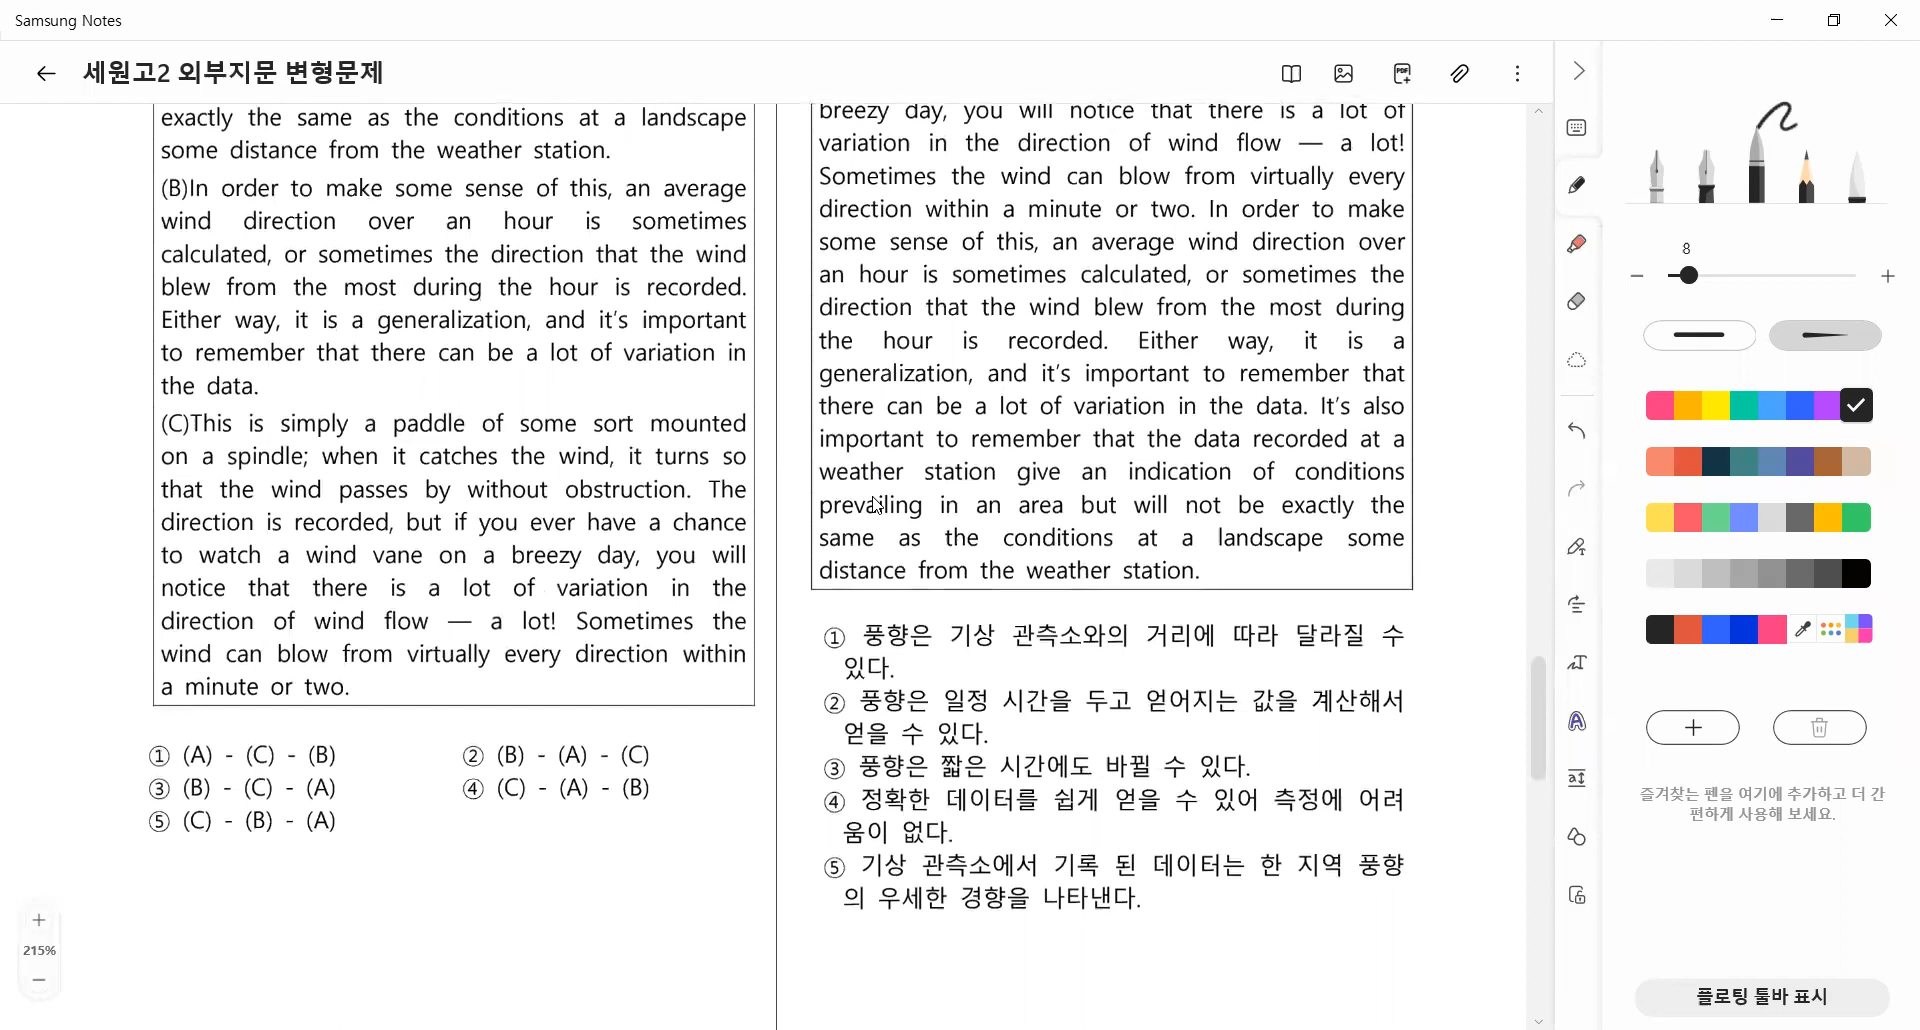 Samsung Notes
세원고2 외부지문 변형문제
exactly the same as the conditions at a landscape
some distance from the weather station.
(B)In order to make some sense of this, an average
wind direction over an hour is sometimes
calculated, or sometimes the direction that the wind
blew from the most during the hour is recorded.
Either way, it is a generalization, and it's important
to remember that there can be a lot of variation in
the data.
(C)This is simply a paddle of some sort mounted
on a spindle; when it catches the wind, it turns so
that the wind passes by without obstruction. The
direction is recorded, but if you ever have a chance
to watch a wind vane on a breezy day, you will
notice that there is a lot of variation in the
direction of wind flow — a lot! Sometimes the
wind can blow from virtually every direction within
a minute or two.
① (A) - (C) - (B) ② (B) - (A) - (C)
③ (B) - (C) - (A) ④ (C) - (A) - (B)
⑤ (C) - (B) - (A)
breezy day, you will notice that there is a lot of
variation in the direction of wind flow — a lot!
Sometimes the wind can blow from virtually every
direction within a minute or two. In order to make
some sense of this, an average wind direction over
an hour is sometimes calculated, or sometimes the
direction that the wind blew from the most during
the hour is recorded. Either way, it is a
generalization, and it's important to remember that
there can be a lot of variation in the data. It's also
important to remember that the data recorded at a
weather station give an indication of conditions
prevailing in an area but will not be exactly the
same as the conditions at a landscape some
distance from the weather station.
① 풍향은 기상 관측소와의 거리에 따라 달라질 수
있다.
② 풍향은 일정 시간을 두고 얻어지는 값을 계산해서
얻을 수 있다.
③ 풍향은 짧은 시간에도 바뀔 수 있다.
④ 정확한 데이터를 쉽게 얻을 수 있어 측정에 어려
움이 없다.
⑤ 기상 관측소에서 기록 된 데이터는 한 지역 풍향
의 우세한 경향을 나타낸다.
215%
8
즐겨찾는 펜을 여기에 추가하고 더 간
편하게 사용해 보세요.
플로팅 툴바 표시